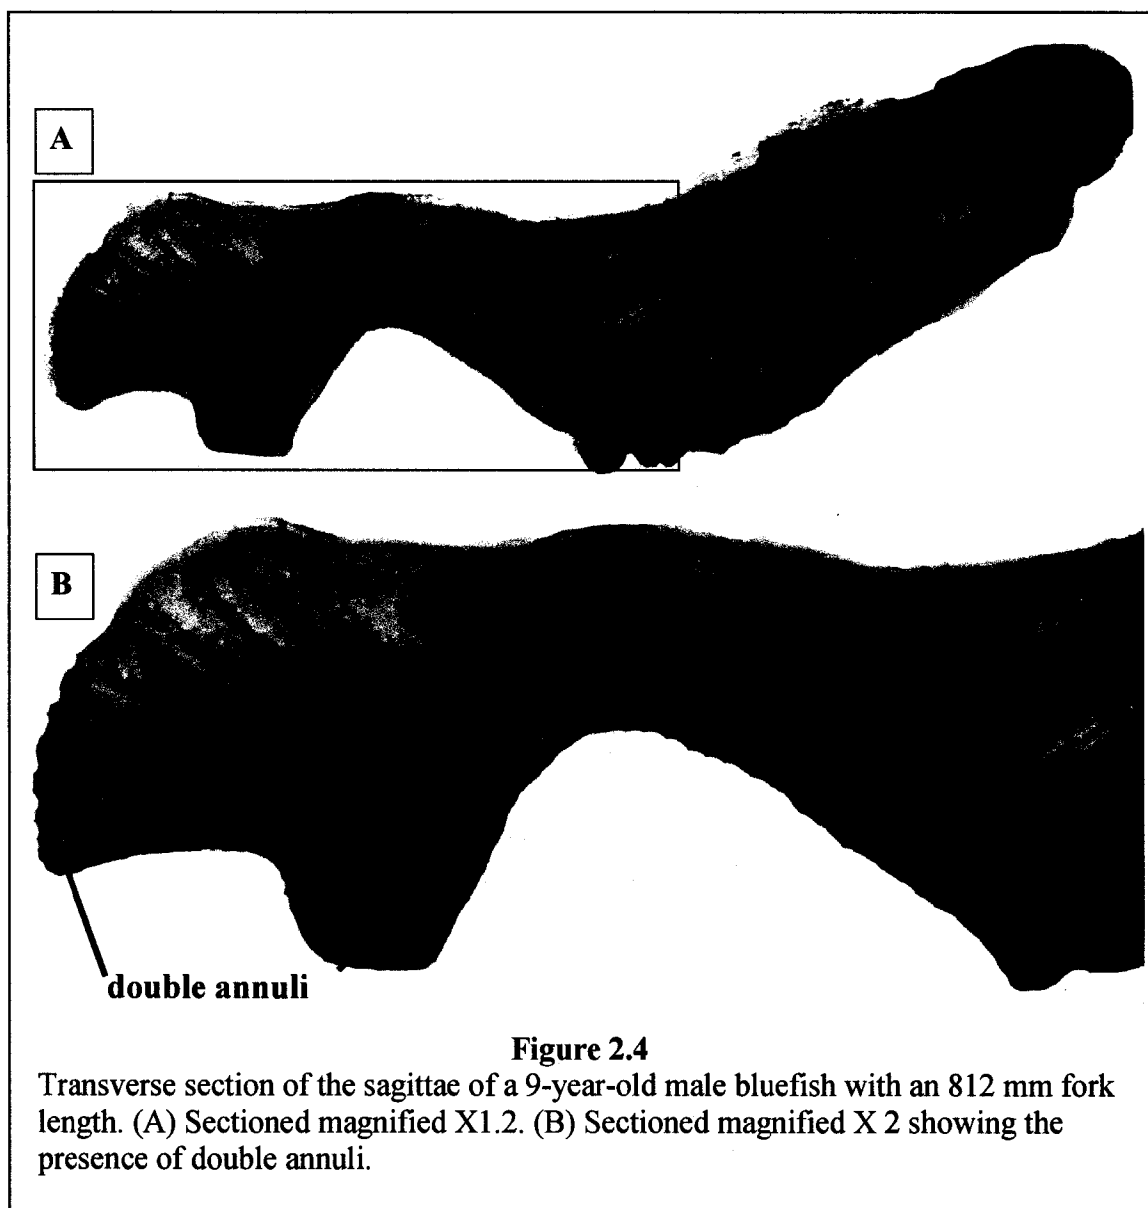 A
B
double annuli
Figure 2.4
Transverse section of the sagittae of a 9-year-old male bluefish with an 812 mm fork
length. (A) Sectioned magnified X1.2. (B) Sectioned magnified X 2 showing the
presence of double annuli.